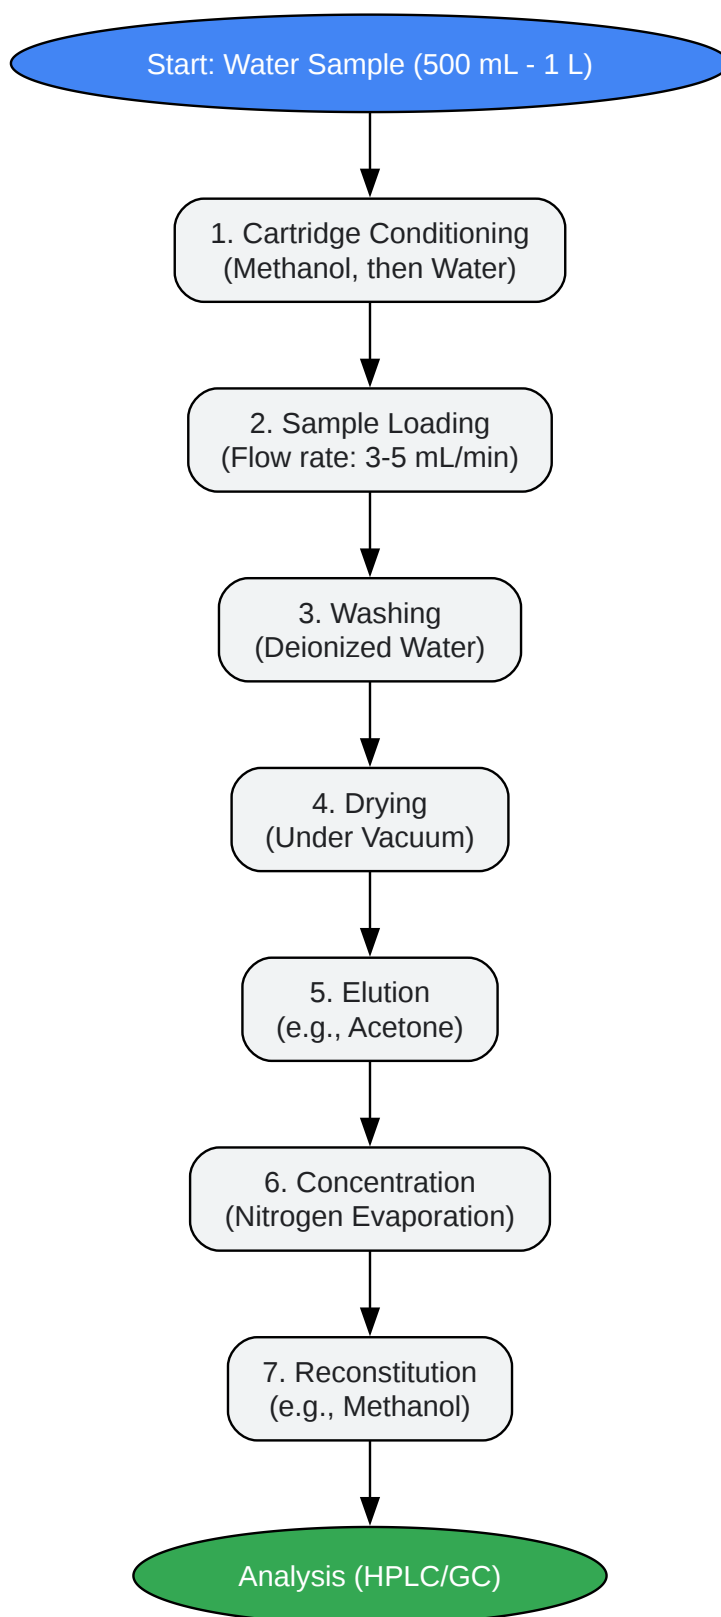 Start: Water Sample (500 mL - 1 L)
1. Cartridge Conditioning
(Methanol, then Water)
2. Sample Loading
(Flow rate: 3-5 mL/min)
3. Washing
(Deionized Water)
4. Drying
(Under Vacuum)
5. Elution
(e.g., Acetone)
6. Concentration
(Nitrogen Evaporation)
7. Reconstitution
(e.g., Methanol)
Analysis (HPLC/GC)